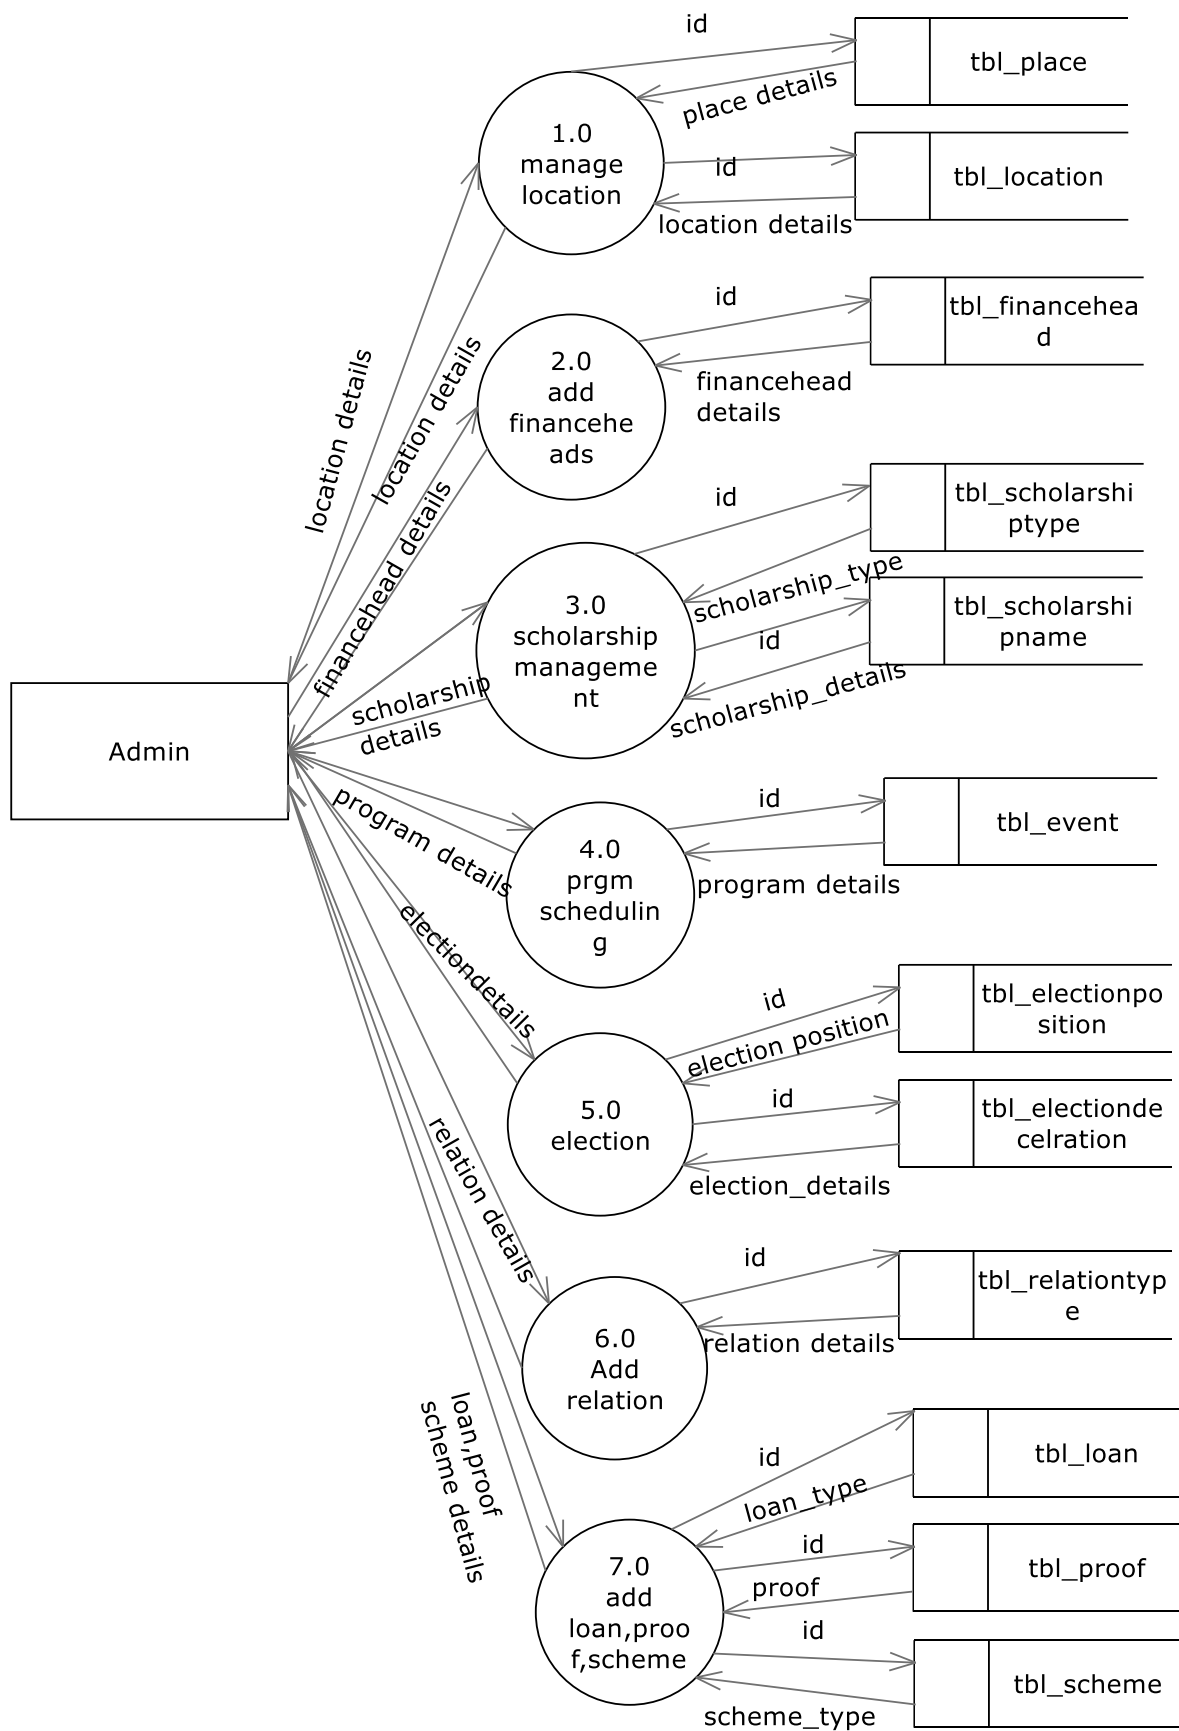 id
tbl_place
place details
1.0
manage
location
id
tbl_location
location details
id
tbl_financehea
d
2.0
add
financehe
ads
financehead
details
location details
location details
financehead details
id
tbl_scholarshi
ptype
scholarship_type
3.0
scholarship
manageme
nt
id
tbl_scholarshi
pname
scholarship_details
scholarship
details
Admin
program details
id
tbl_event
4.0
prgm
schedulin
g
program details
electiondetails
id
tbl_electionpo
sition
election position
5.0
election
id
tbl_electionde
celration
election_details
relation details
id
tbl_relationtyp
e
6.0
Add
relation
relation details
loan,proof
scheme details
id
tbl_loan
loan_type
7.0
add
loan,proo
f,scheme
id
tbl_proof
proof
id
tbl_scheme
scheme_type